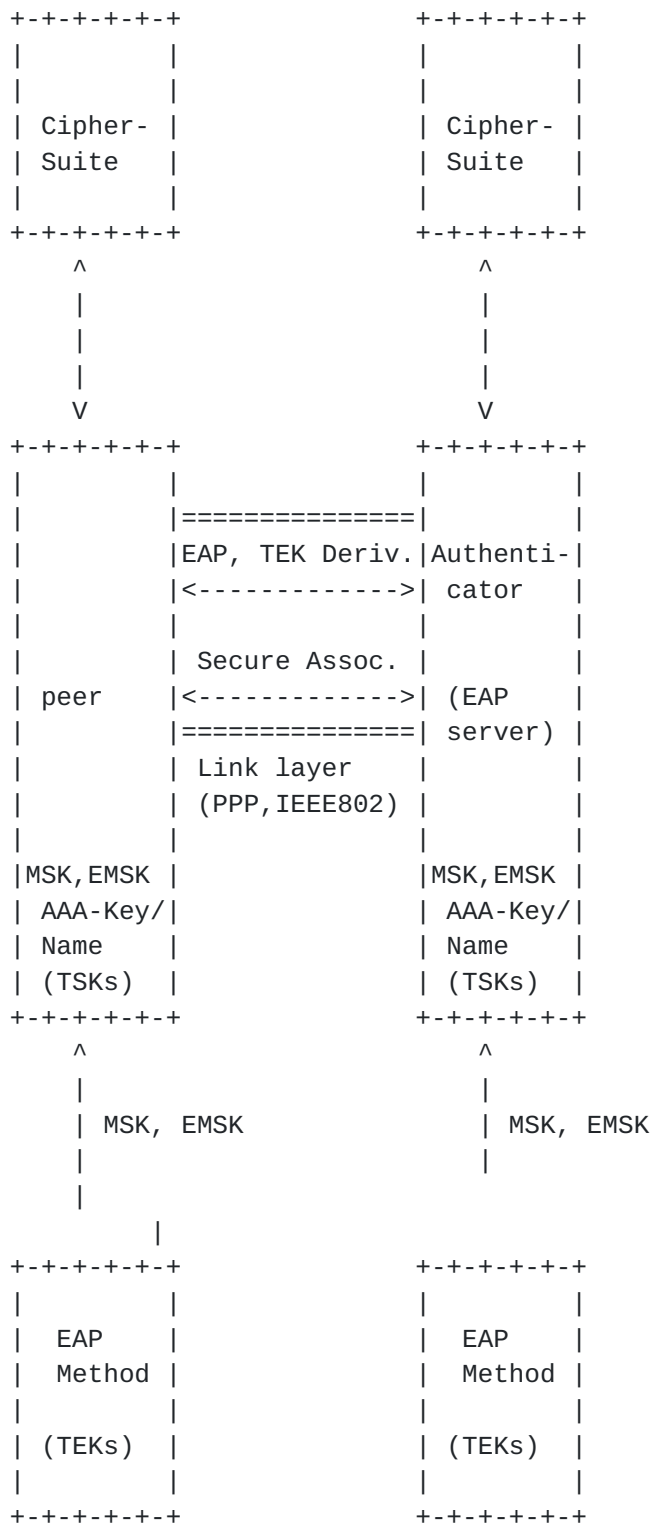 +-+-+-+-+-+               +-+-+-+-+-+
|         |               |         |
|         |               |         |
| Cipher- |               | Cipher- |
| Suite   |               | Suite   |
|         |               |         |
+-+-+-+-+-+               +-+-+-+-+-+
    ^                         ^
    |                         |
    |                         |
    |                         |
    V                         V
+-+-+-+-+-+               +-+-+-+-+-+
|         |               |         |
|         |===============|         |
|         |EAP, TEK Deriv.|Authenti-|
|         |<------------->| cator   |
|         |               |         |
|         | Secure Assoc. |         |
| peer    |<------------->| (EAP    |
|         |===============| server) |
|         | Link layer    |         |
|         | (PPP,IEEE802) |         |
|         |               |         |
|MSK,EMSK |               |MSK,EMSK |
| AAA-Key/|               | AAA-Key/|
| Name    |               | Name    |
| (TSKs)  |               | (TSKs)  |
+-+-+-+-+-+               +-+-+-+-+-+
    ^                         ^
    |                         |
    | MSK, EMSK               | MSK, EMSK
    |                         |
    |
         |
+-+-+-+-+-+               +-+-+-+-+-+
|         |               |         |
|  EAP    |               |  EAP    |
|  Method |               |  Method |
|         |               |         |
| (TEKs)  |               | (TEKs)  |
|         |               |         |
+-+-+-+-+-+               +-+-+-+-+-+